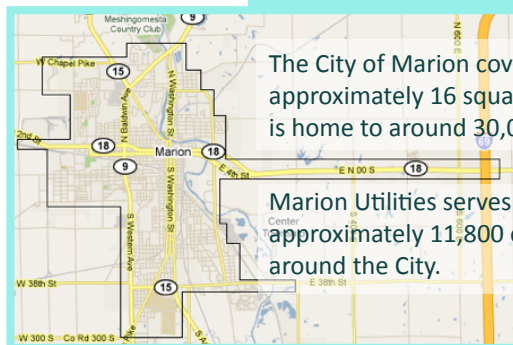 Meshingomesia
Country Club
9
W Chapel Pike
15
N Baldwin Ave
N Washington St
N 600 E
69
The City of Marion cov
approximately 16 squa
is home to around 30,0
2nd St
18
Marion
18
9
E 4th St
E N 00 S
18
S Western Ave
S Washington St
Marion Utilities serves
approximately 11,800
around the City.
Center
W 38th St
E 38th St
15
W 300 S
Co Rd 300 S